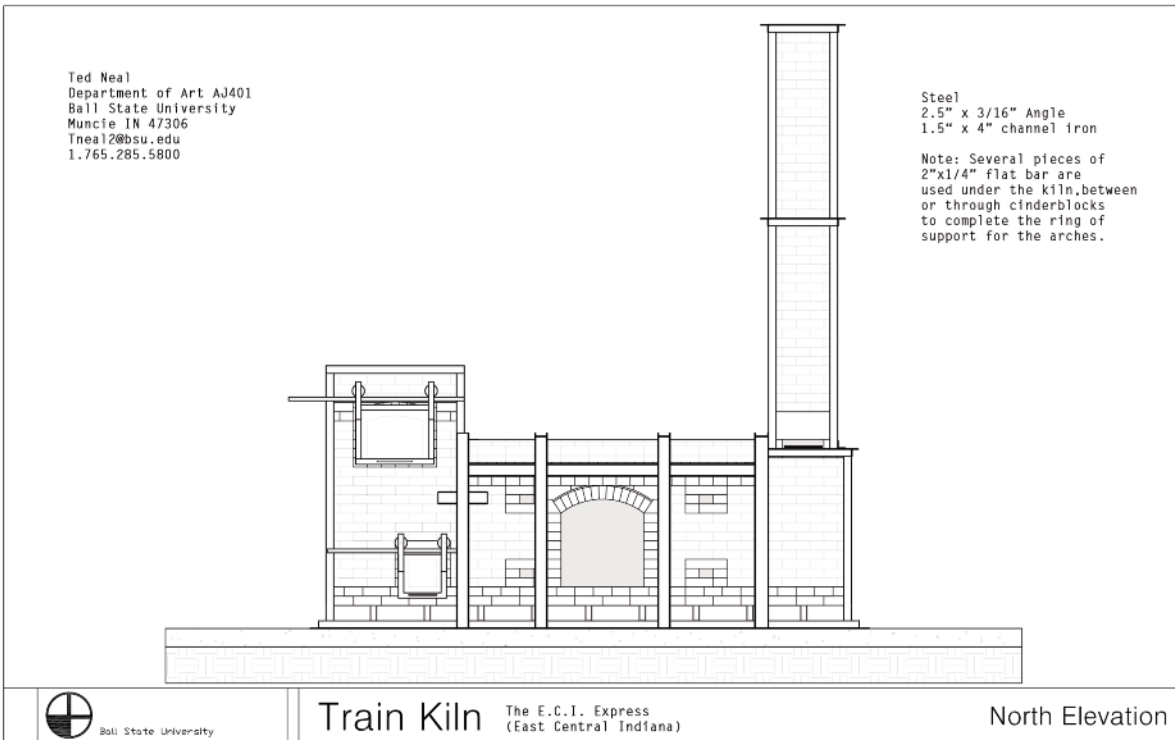 Ted Neal
Department of Art AJ401
Ball State University
Muncie IN 47306
Tneal2@bsu.edu
1.765.285.5800
Steel
2.5" x 3/16" Angle
1.5" x 4" channel iron
Note: Several pieces of
2"x1/4" flat bar are
used under the kiln,between
or through cinderblocks
to complete the ring of
support for the arches.
Ball State University
Train Kiln
The E.C.I. Express
(East Central Indiana)
North Elevation